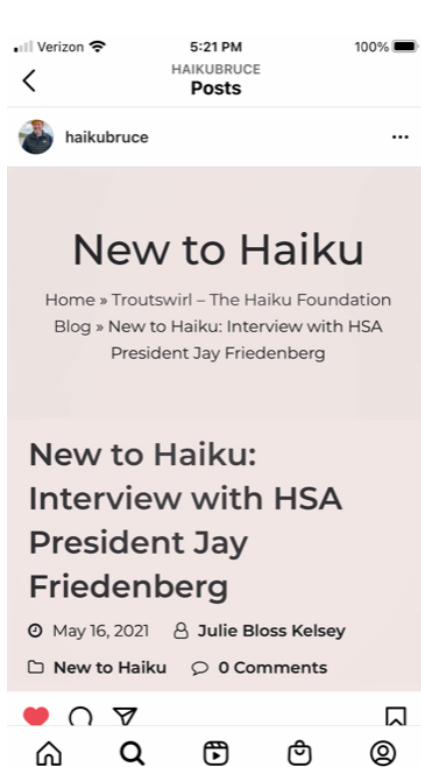 Verizon 5:21 PM 100%
HAIKUBRUCE
Posts
haikubruce
New to Haiku
Home » Troutswirl – The Haiku Foundation
Blog » New to Haiku: Interview with HSA
President Jay Friedenberg
New to Haiku:
Interview with HSA
President Jay
Friedenberg
May 16, 2021 Julie Bloss Kelsey
New to Haiku 0 Comments